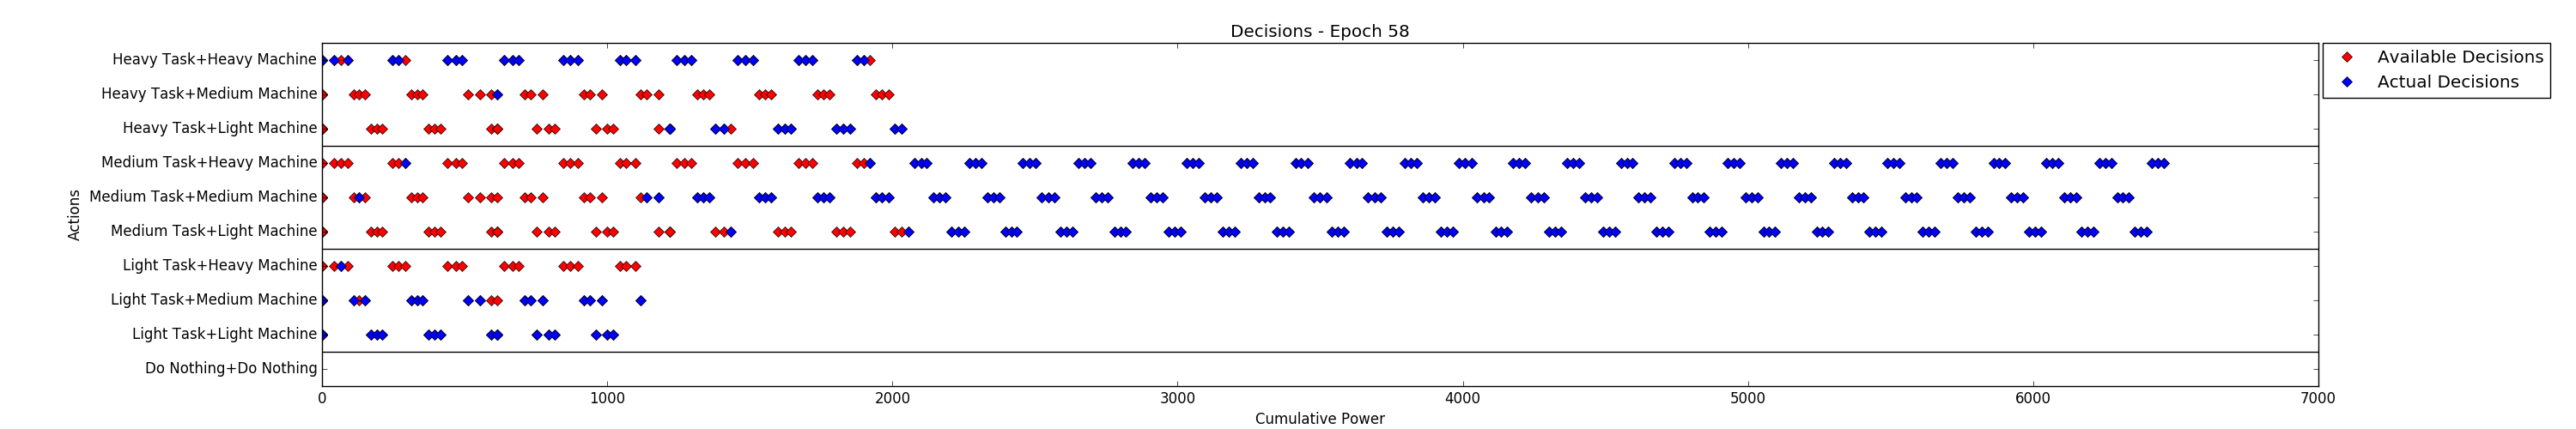 Decisions - Epoch 58
Heavy Task+Heavy Machine
Heavy Task+Medium Machine
Heavy Task+Light Machine
Medium Task+Heavy Machine
Medium Task+Medium Machine
Medium Task+Light Machine
Light Task+Heavy Machine
Light Task+Medium Machine
Light Task+Light Machine
Do Nothing+Do Nothing
Actions
0 1000 2000 3000 4000 5000 6000 7000
Cumulative Power
Available Decisions
Actual Decisions